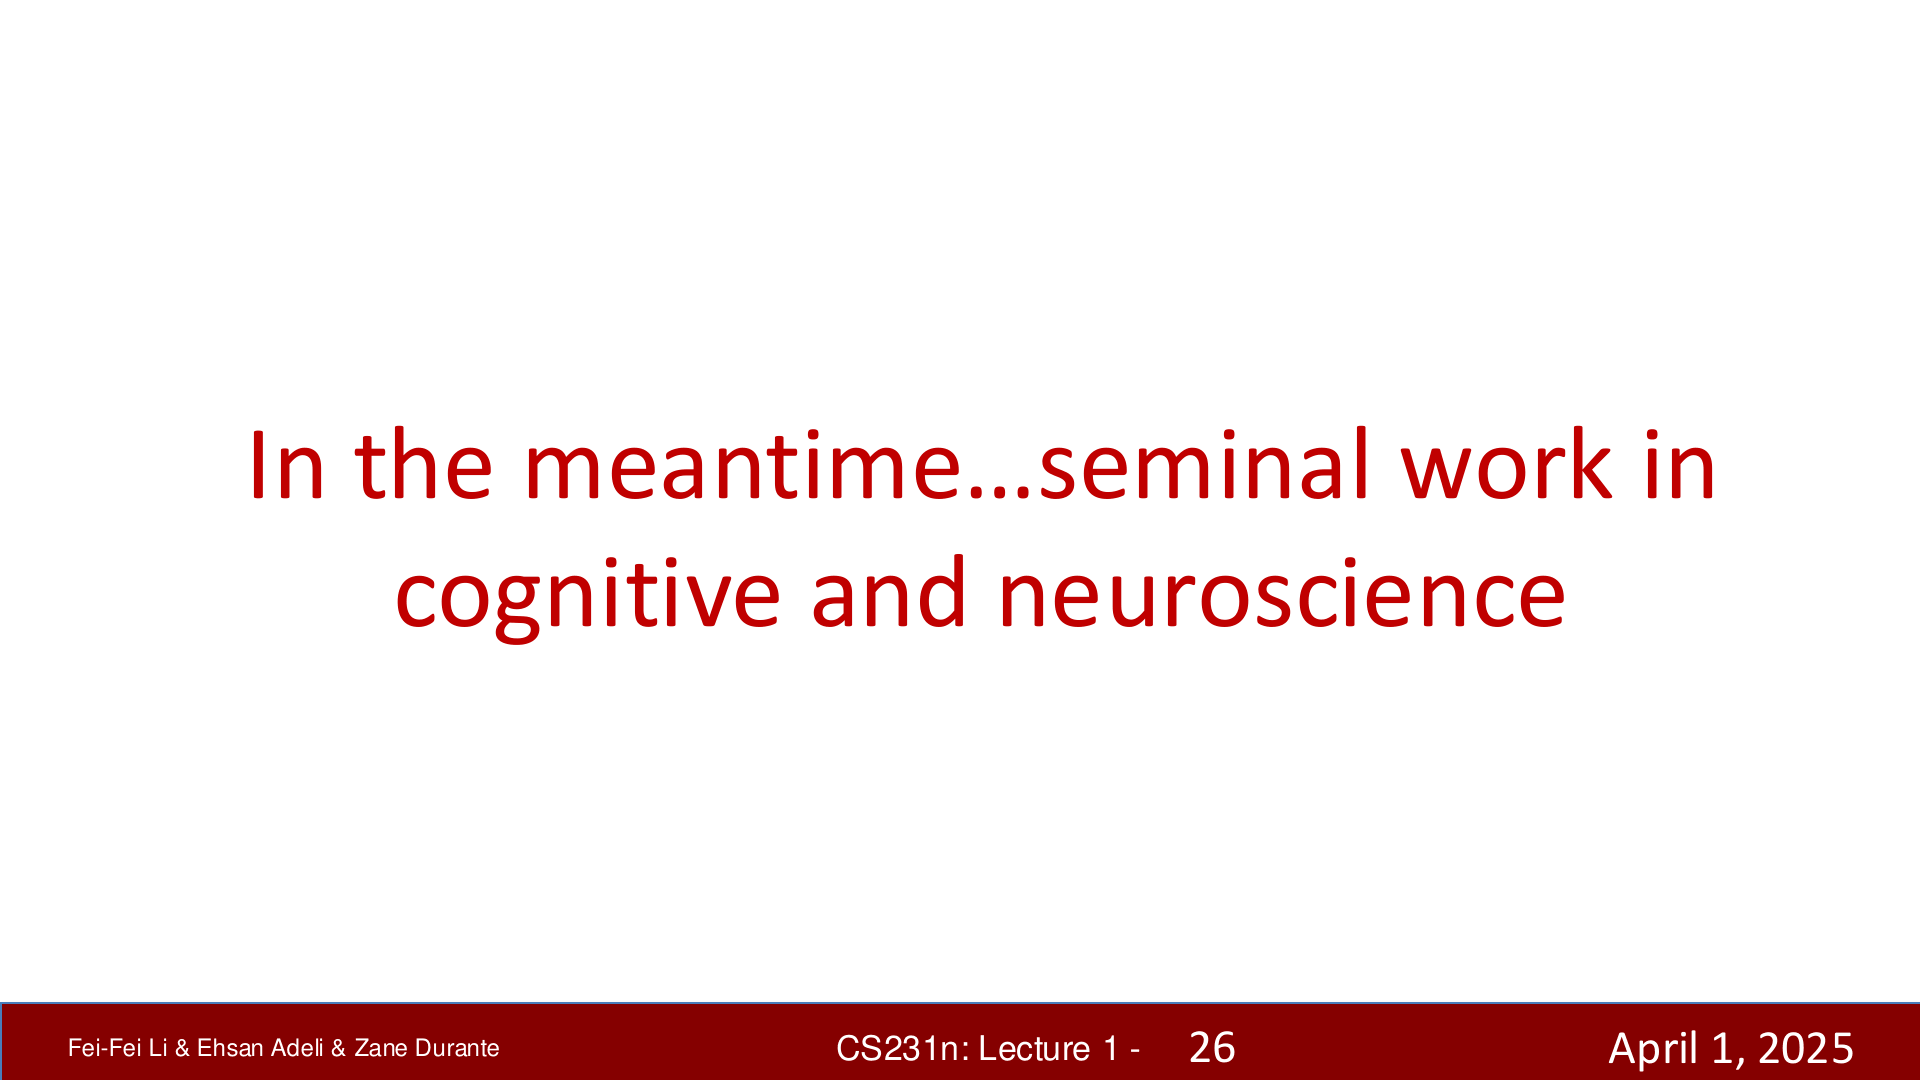 In the meantime…seminal work in
cognitive and neuroscience
Fei-Fei Li & Ehsan Adeli & Zane Durante
CS231n: Lecture 1 - 26
April 1, 2025